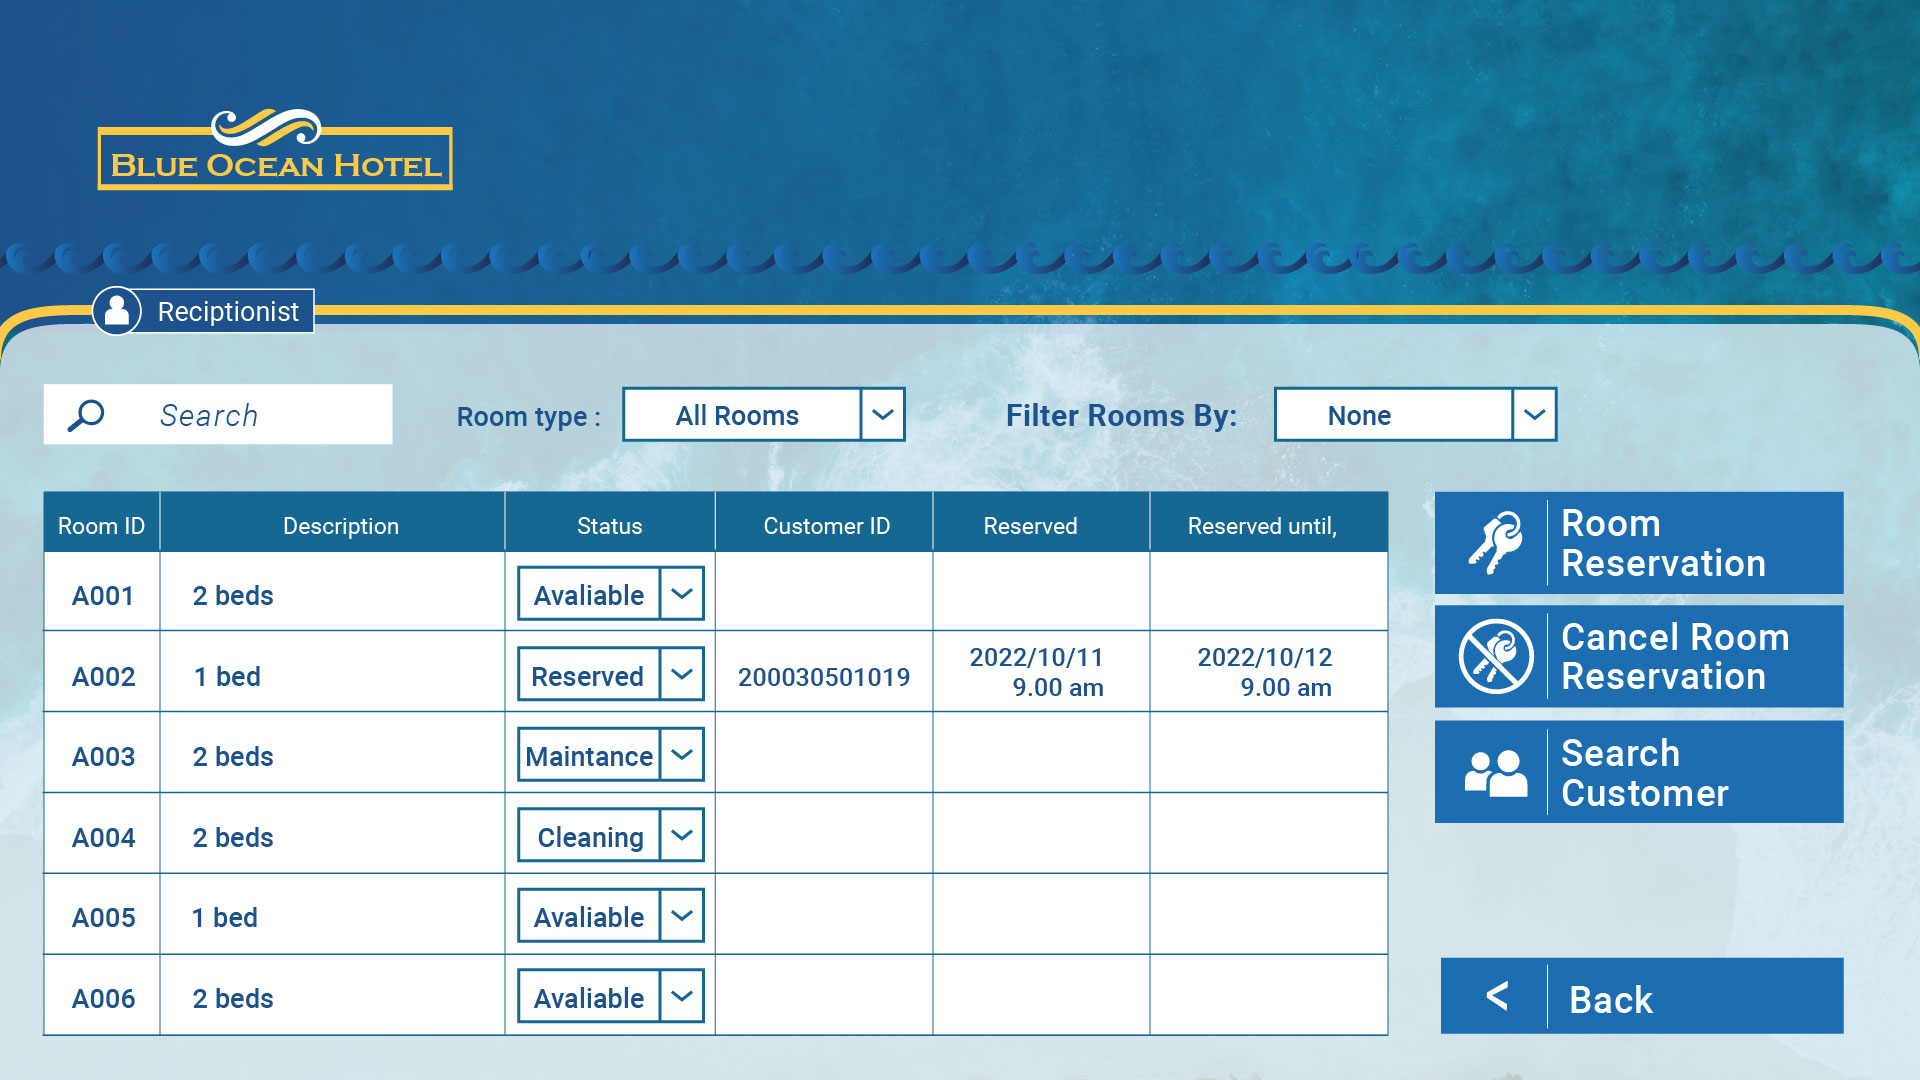 BLUE OCEAN HOTEL
Reciptionist
Search
Room type :
All Rooms
Filter Rooms By:
None
Room ID Description Status Customer ID Reserved Reserved until,
A001 2 beds Avaliable
A002 1 bed Reserved 200030501019 2022/10/11 9.00 am 2022/10/12 9.00 am
A003 2 beds Maintance
A004 2 beds Cleaning
A005 1 bed Avaliable
A006 2 beds Avaliable
Room
Reservation
Cancel Room
Reservation
Search
Customer
< Back